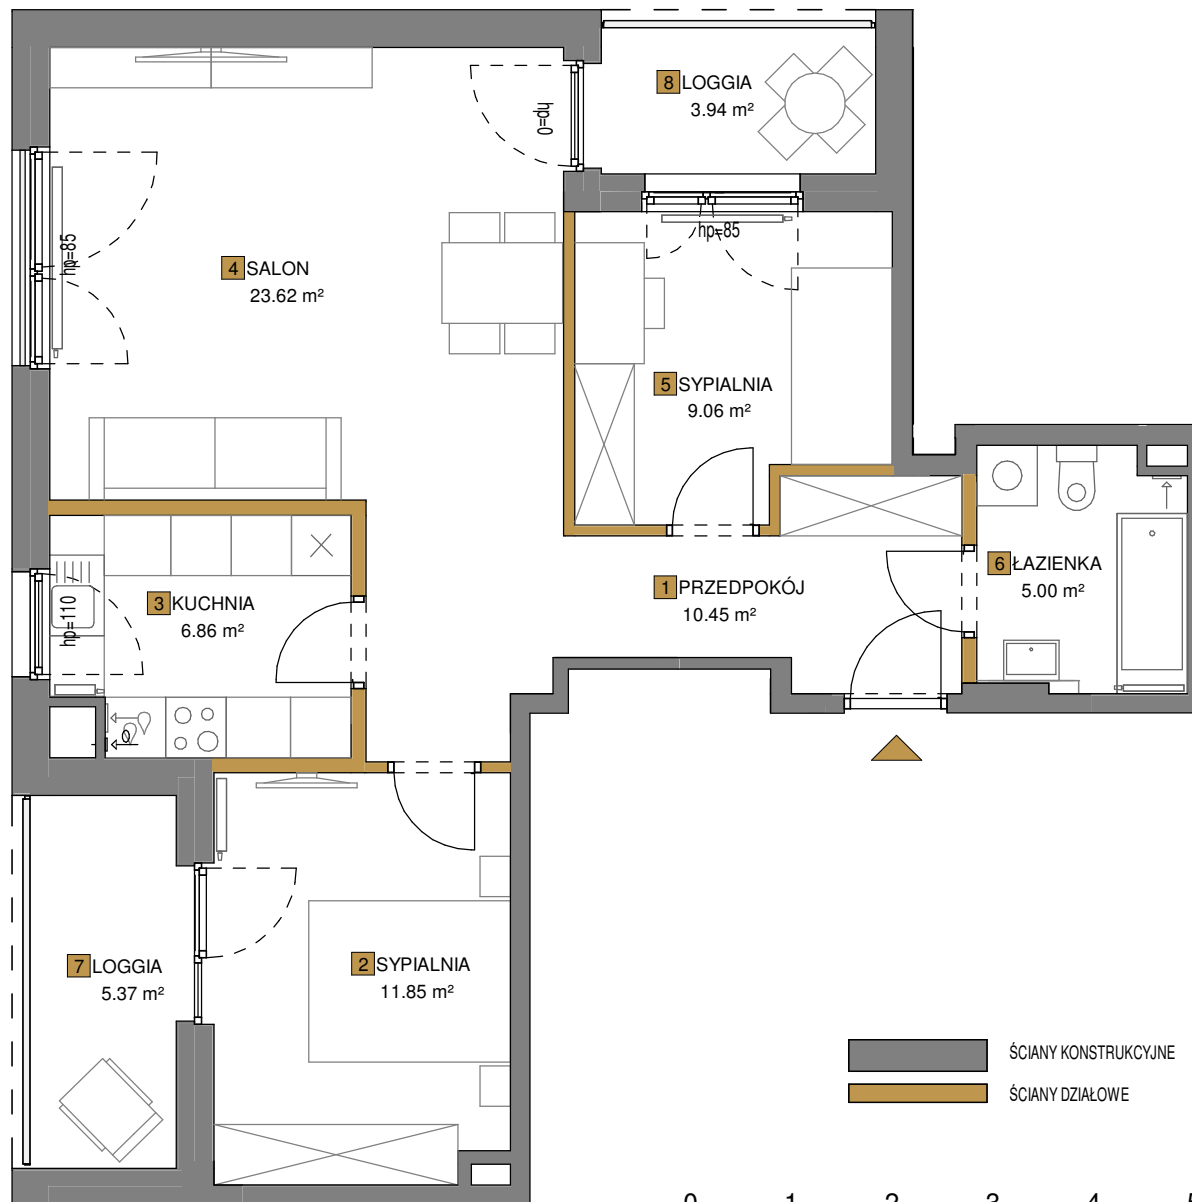 8 LOGGIA
3.94 m²
hp=0
hp=85
hp=85
4 SALON
23.62 m²
5 SYPIALNIA
9.06 m²
6 ŁAZIENKA
5.00 m²
1 PRZEDPOKÓJ
10.45 m²
3 KUCHNIA
6.86 m²
hp=110
7 LOGGIA
5.37 m²
2 SYPIALNIA
11.85 m²
ŚCIANY KONSTRUKCYJNE
ŚCIANY DZIAŁOWE
0 1 2 3 4 5